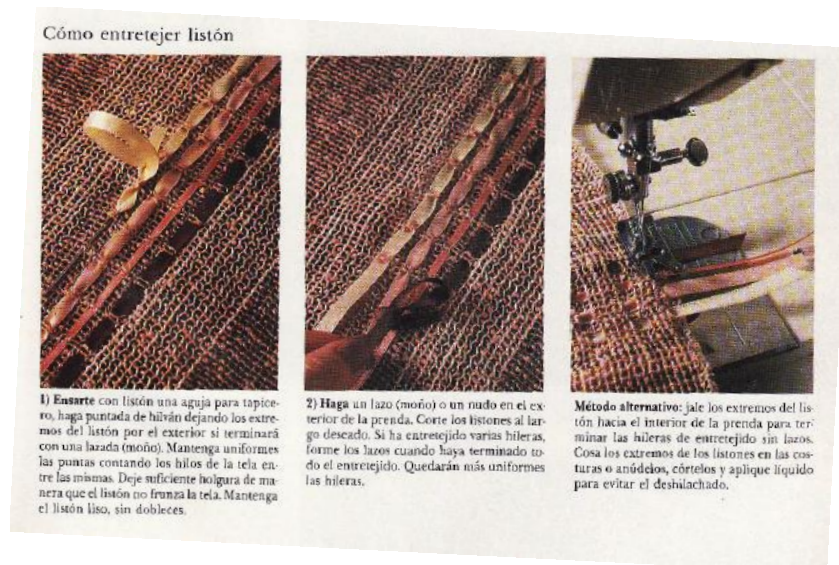 Cómo entretejer listón
1) Ensarte con listón una aguja para tapice-
ro, haga puntada de hilván dejando los extre-
mos del listón por el exterior si terminará
con una lazada (moño). Mantenga uniformes
las puntas contando los hilos de la tela en-
tre las mismas. Deje suficiente holgura de ma-
nera que el listón no frunza la tela. Mantenga
el listón liso, sin dobleces.
2) Haga un lazo (moño) o un nudo en el ex-
terior de la prenda. Corte los listones al lar-
go deseado. Si ha entretejido varias hileras,
forme los lazos cuando haya terminado to-
do el entretejido. Quedarán más uniformes
las hileras.
Método alternativo: jale los extremos del lis-
tón hacia el interior de la prenda para ter-
minar las hileras de entretejido sin lazos.
Cosa los extremos de los listones en las cos-
turas o anúdelos, córtelos y aplique líquido
para evitar el deshilachado.